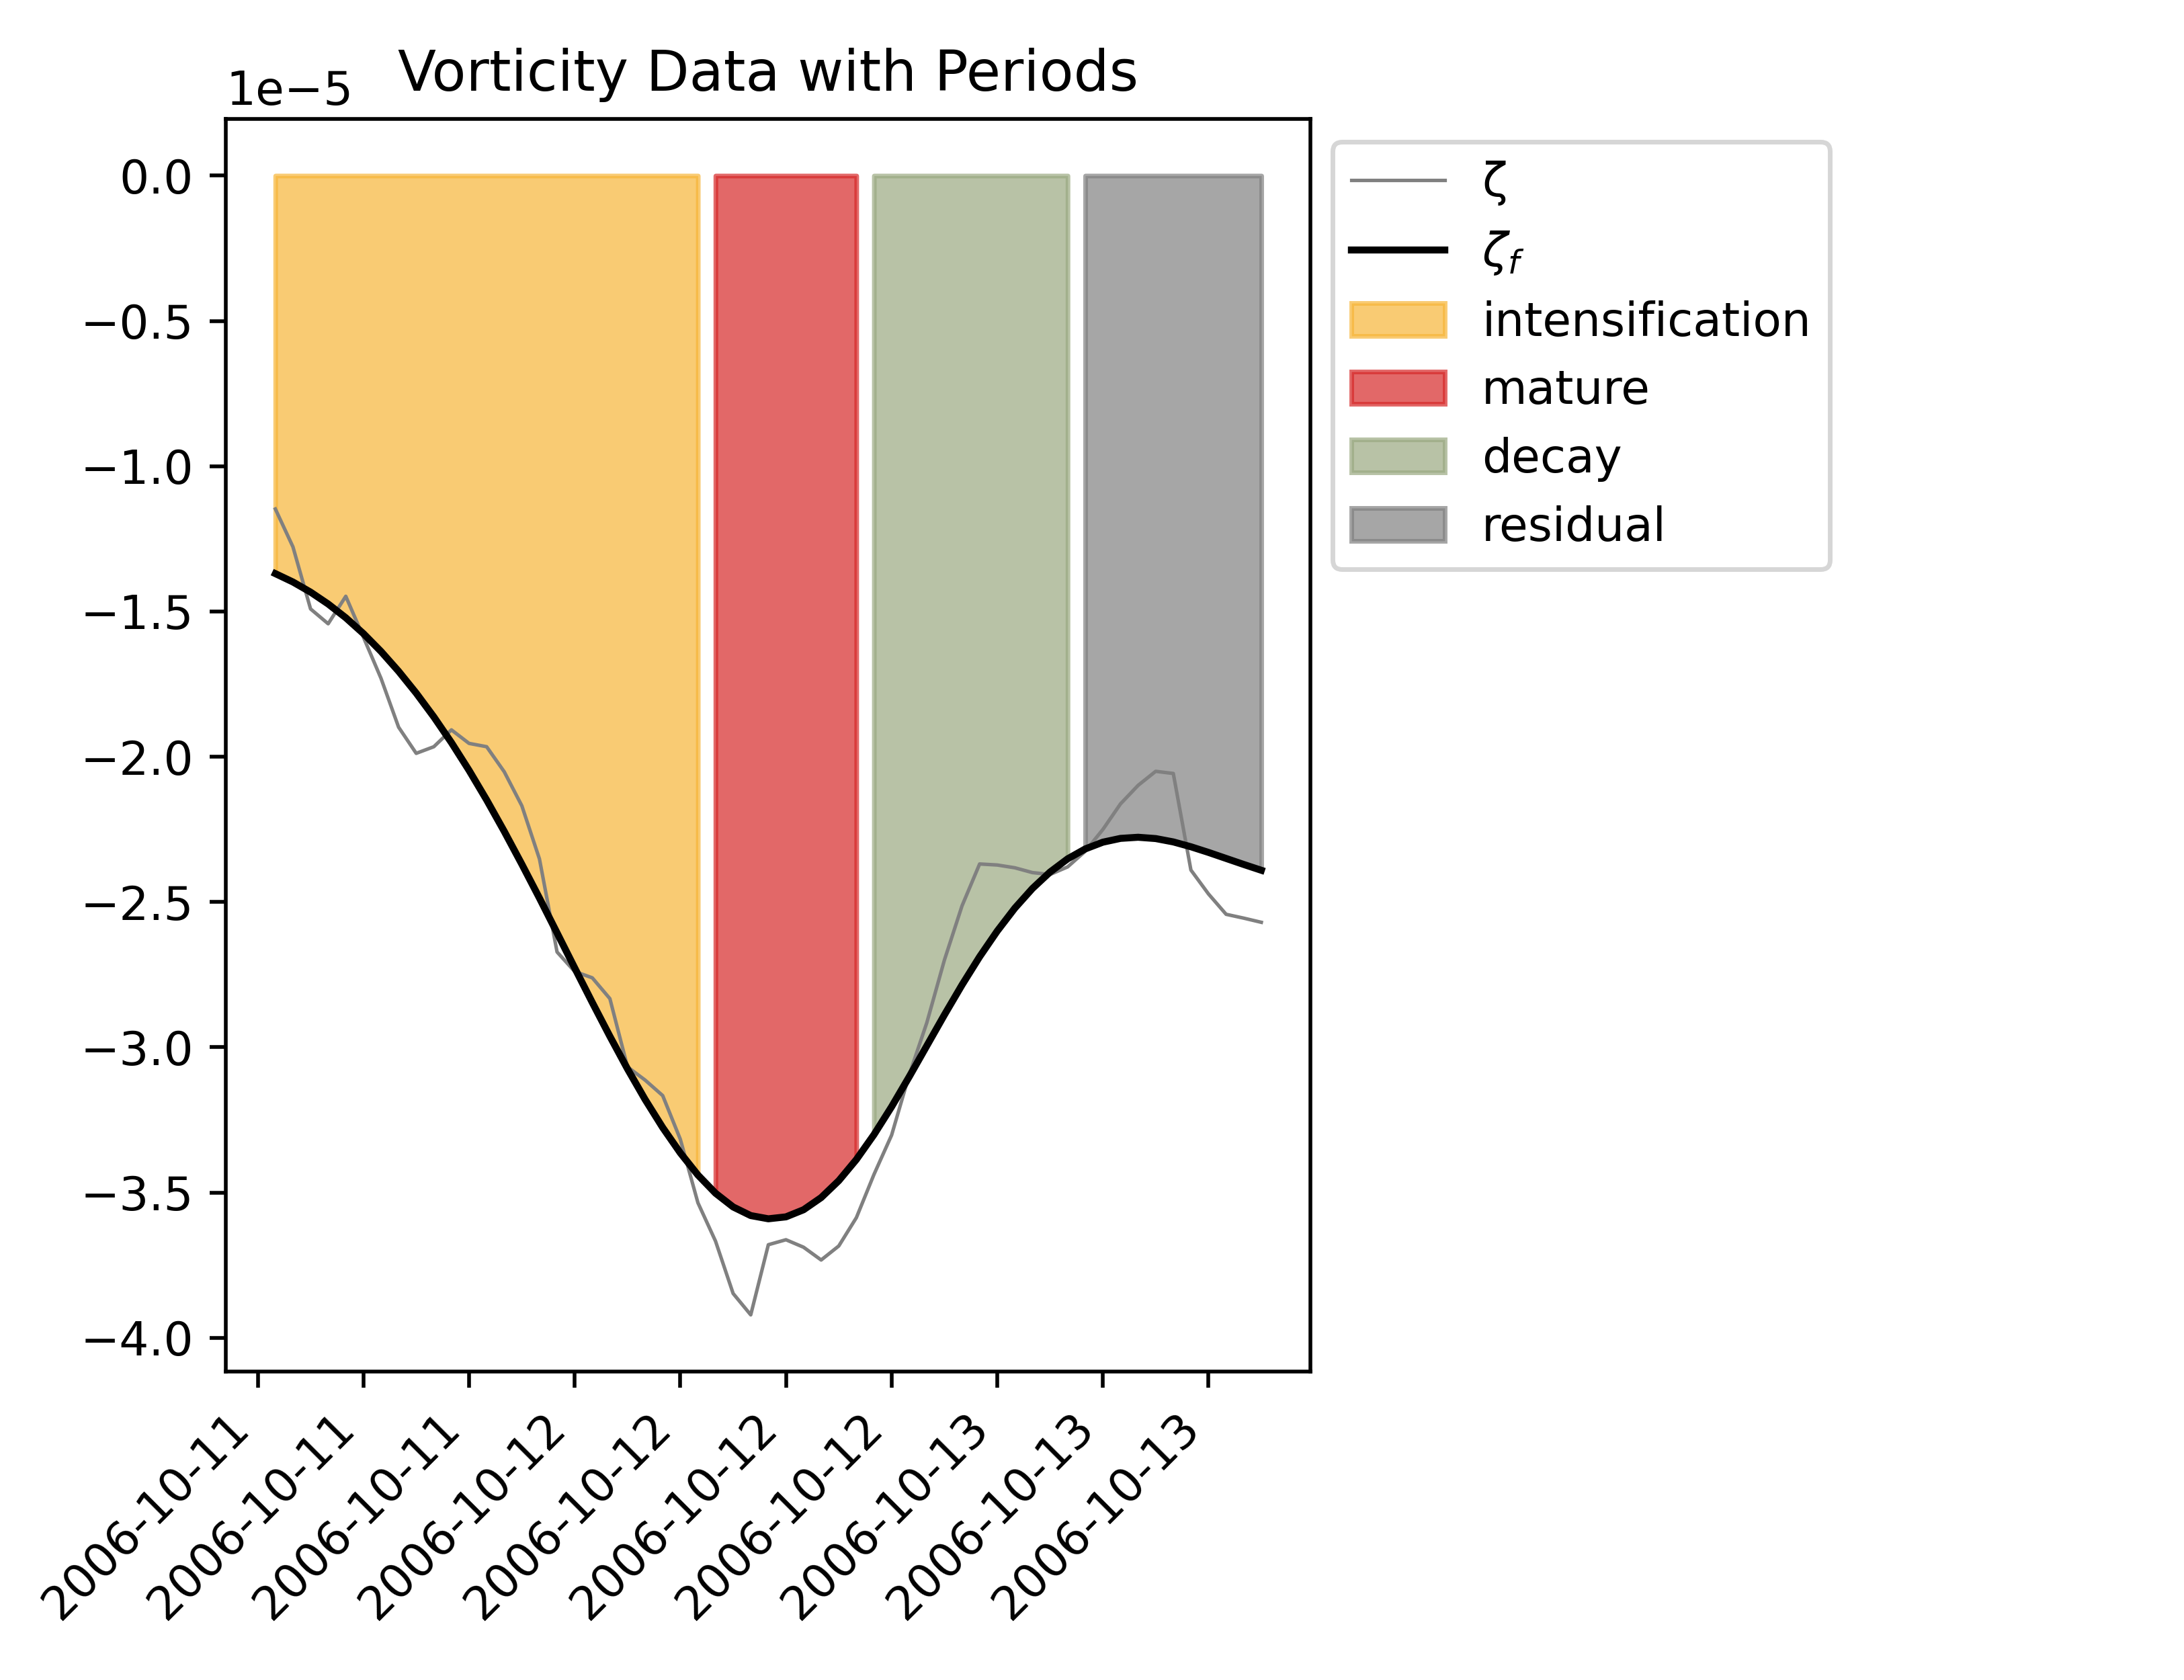 Vorticity Data with Periods
1e−5
0.0
−0.5
−1.0
−1.5
−2.0
−2.5
−3.0
−3.5
−4.0
2006-10-11
2006-10-11
2006-10-11
2006-10-12
2006-10-12
2006-10-12
2006-10-12
2006-10-13
2006-10-13
2006-10-13
ζ
ζf
intensification
mature
decay
residual